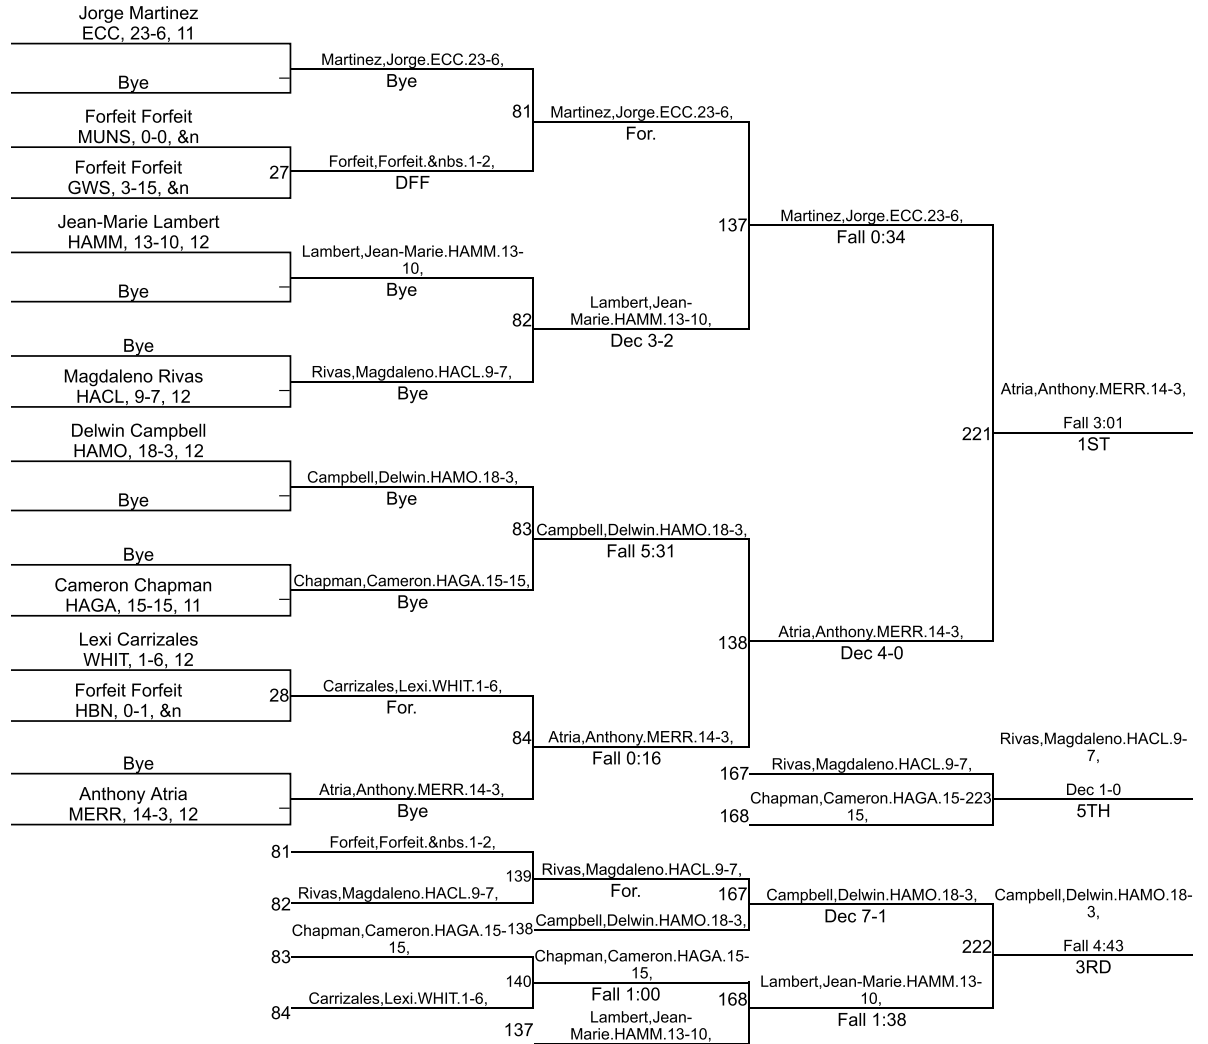 Jorge Martinez
ECC, 23-6, 11
Bye
Martinez,Jorge.ECC.23-6,
Bye
Forfeit Forfeit
MUNS, 0-0, &n
Forfeit Forfeit
GWS, 3-15, &n
27
Forfeit,Forfeit.&nbs.1-2,
DFF
81
Martinez,Jorge.ECC.23-6,
For.
Jean-Marie Lambert
HAMM, 13-10, 12
Bye
Lambert,Jean-Marie.HAMM.13-
10,
Bye
Bye
Magdaleno Rivas
HACL, 9-7, 12
Rivas,Magdaleno.HACL.9-7,
Bye
82
Lambert,Jean-
Marie.HAMM.13-10,
Dec 3-2
137
Martinez,Jorge.ECC.23-6,
Fall 0:34
Delwin Campbell
HAMO, 18-3, 12
Bye
Campbell,Delwin.HAMO.18-3,
Bye
Bye
Cameron Chapman
HAGA, 15-15, 11
Chapman,Cameron.HAGA.15-15,
Bye
83
Campbell,Delwin.HAMO.18-3,
Fall 5:31
Lexi Carrizales
WHIT, 1-6, 12
Forfeit Forfeit
HBN, 0-1, &n
28
Carrizales,Lexi.WHIT.1-6,
For.
Bye
Anthony Atria
MERR, 14-3, 12
Atria,Anthony.MERR.14-3,
Bye
84
Atria,Anthony.MERR.14-3,
Fall 0:16
138
Atria,Anthony.MERR.14-3,
Dec 4-0
221
Atria,Anthony.MERR.14-3,
Fall 3:01
1ST
167
Rivas,Magdaleno.HACL.9-7,
168
Chapman,Cameron.HAGA.15-223
15,
Rivas,Magdaleno.HACL.9-
7,
Dec 1-0
5TH
81
Forfeit,Forfeit.&nbs.1-2,
82
Rivas,Magdaleno.HACL.9-7,
139
Rivas,Magdaleno.HACL.9-7,
For.
138
Campbell,Delwin.HAMO.18-3,
167
Campbell,Delwin.HAMO.18-3,
Dec 7-1
83
Chapman,Cameron.HAGA.15-
15,
84
Carrizales,Lexi.WHIT.1-6,
140
Chapman,Cameron.HAGA.15-
15,
Fall 1:00
137
Lambert,Jean-
Marie.HAMM.13-10,
168
Lambert,Jean-Marie.HAMM.13-
10,
Fall 1:38
222
Campbell,Delwin.HAMO.18-
3,
Fall 4:43
3RD